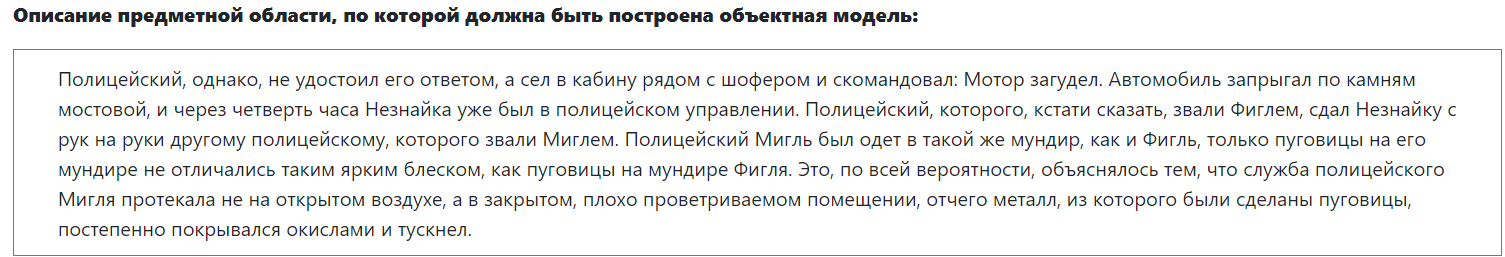 Описание предметной области, по которой должна быть построена объектная модель:
Полицейский, однако, не удостоил его ответом, а сел в кабину рядом с шофером и скомандовал: Мотор загудел. Автомобиль запрыгал по камням
мостовой, и через четверть часа Незнайка уже был в полицейском управлении. Полицейский, которого, кстати сказать, звали Фиглем, сдал Незнайку с
рук на руки другому полицейскому, которого звали Миглем. Полицейский Мигль был одет в такой же мундир, как и Фигль, только пуговицы на его
мундире не отличались таким ярким блеском, как пуговицы на мундире Фигля. Это, по всей вероятности, объяснялось тем, что служба полицейского
Мигля протекала не на открытом воздухе, а в закрытом, плохо проветриваемом помещении, отчего металл, из которого были сделаны пуговицы,
постепенно покрывался окислами и тускнел.